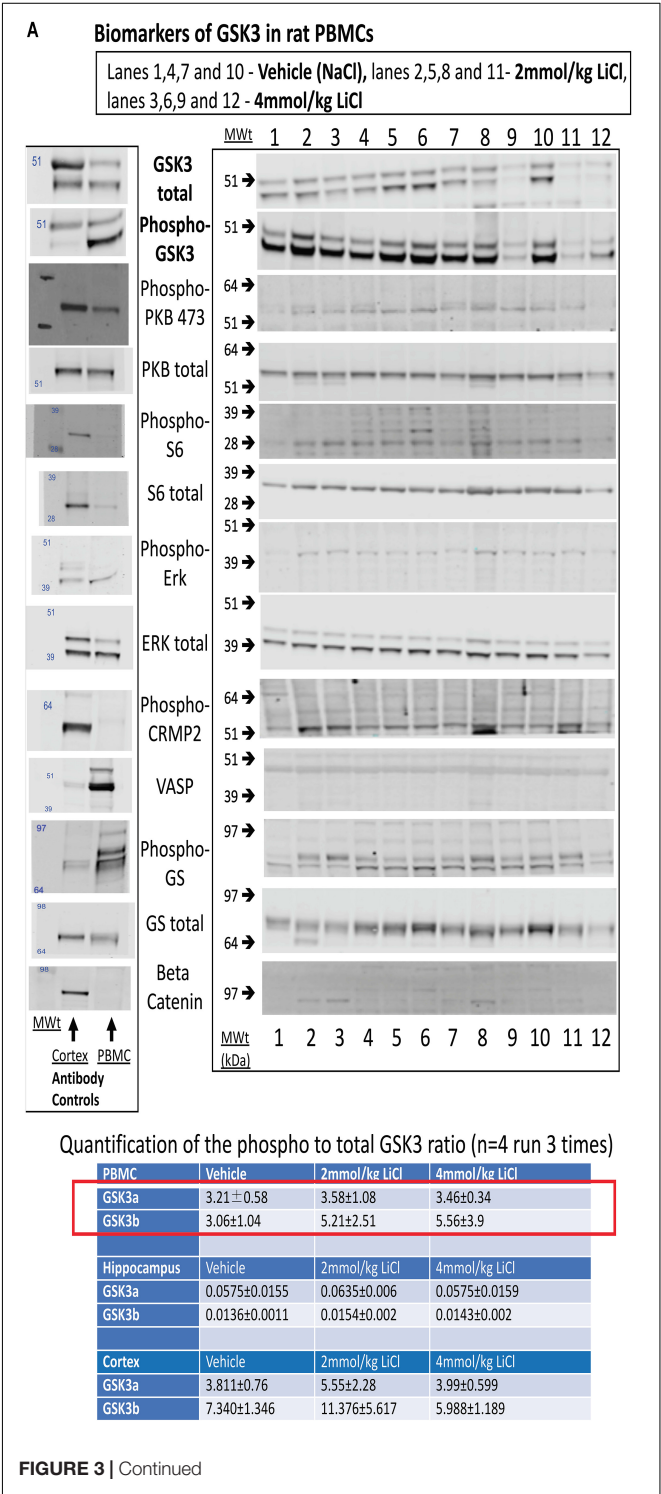 A
Biomarkers of GSK3 in rat PBMCs
Lanes 1,4,7 and 10 - Vehicle (NaCl), lanes 2,5,8 and 11- 2mmol/kg LiCl,
lanes 3,6,9 and 12 - 4mmol/kg LiCl
MWt 1 2 3 4 5 6 7 8 9 10 11 12
51
GSK3
total
51➔
51
Phospho-
GSK3
51➔
Phospho-
PKB 473
64➔
51➔
51
PKB total
64➔
51➔
39
28
Phospho-
S6
39➔
28➔
39
28
S6 total
39➔
28➔
51
39
Phospho-
Erk
51➔
39➔
51
39
ERK total
51➔
39➔
64
Phospho-
CRMP2
64➔
51➔
51
39
VASP
51➔
39➔
97
64
Phospho-
GS
97➔
98
64
GS total
97➔
64➔
98
Beta
Catenin
97➔
MWt
Cortex PBMC
Antibody
Controls
MWt 1 2 3 4 5 6 7 8 9 10 11 12
(kDa)
Quantification of the phospho to total GSK3 ratio (n=4 run 3 times)
PBMC Vehicle 2mmol/kg LiCl 4mmol/kg LiCl
GSK3a 3.21±0.58 3.58±1.08 3.46±0.34
GSK3b 3.06±1.04 5.21±2.51 5.56±3.9
Hippocampus Vehicle 2mmol/kg LiCl 4mmol/kg LiCl
GSK3a 0.0575±0.0155 0.0635±0.006 0.0575±0.0159
GSK3b 0.0136±0.0011 0.0154±0.002 0.0143±0.002
Cortex Vehicle 2mmol/kg LiCl 4mmol/kg LiCl
GSK3a 3.811±0.76 5.55±2.28 3.99±0.599
GSK3b 7.340±1.346 11.376±5.617 5.988±1.189
FIGURE 3 | Continued